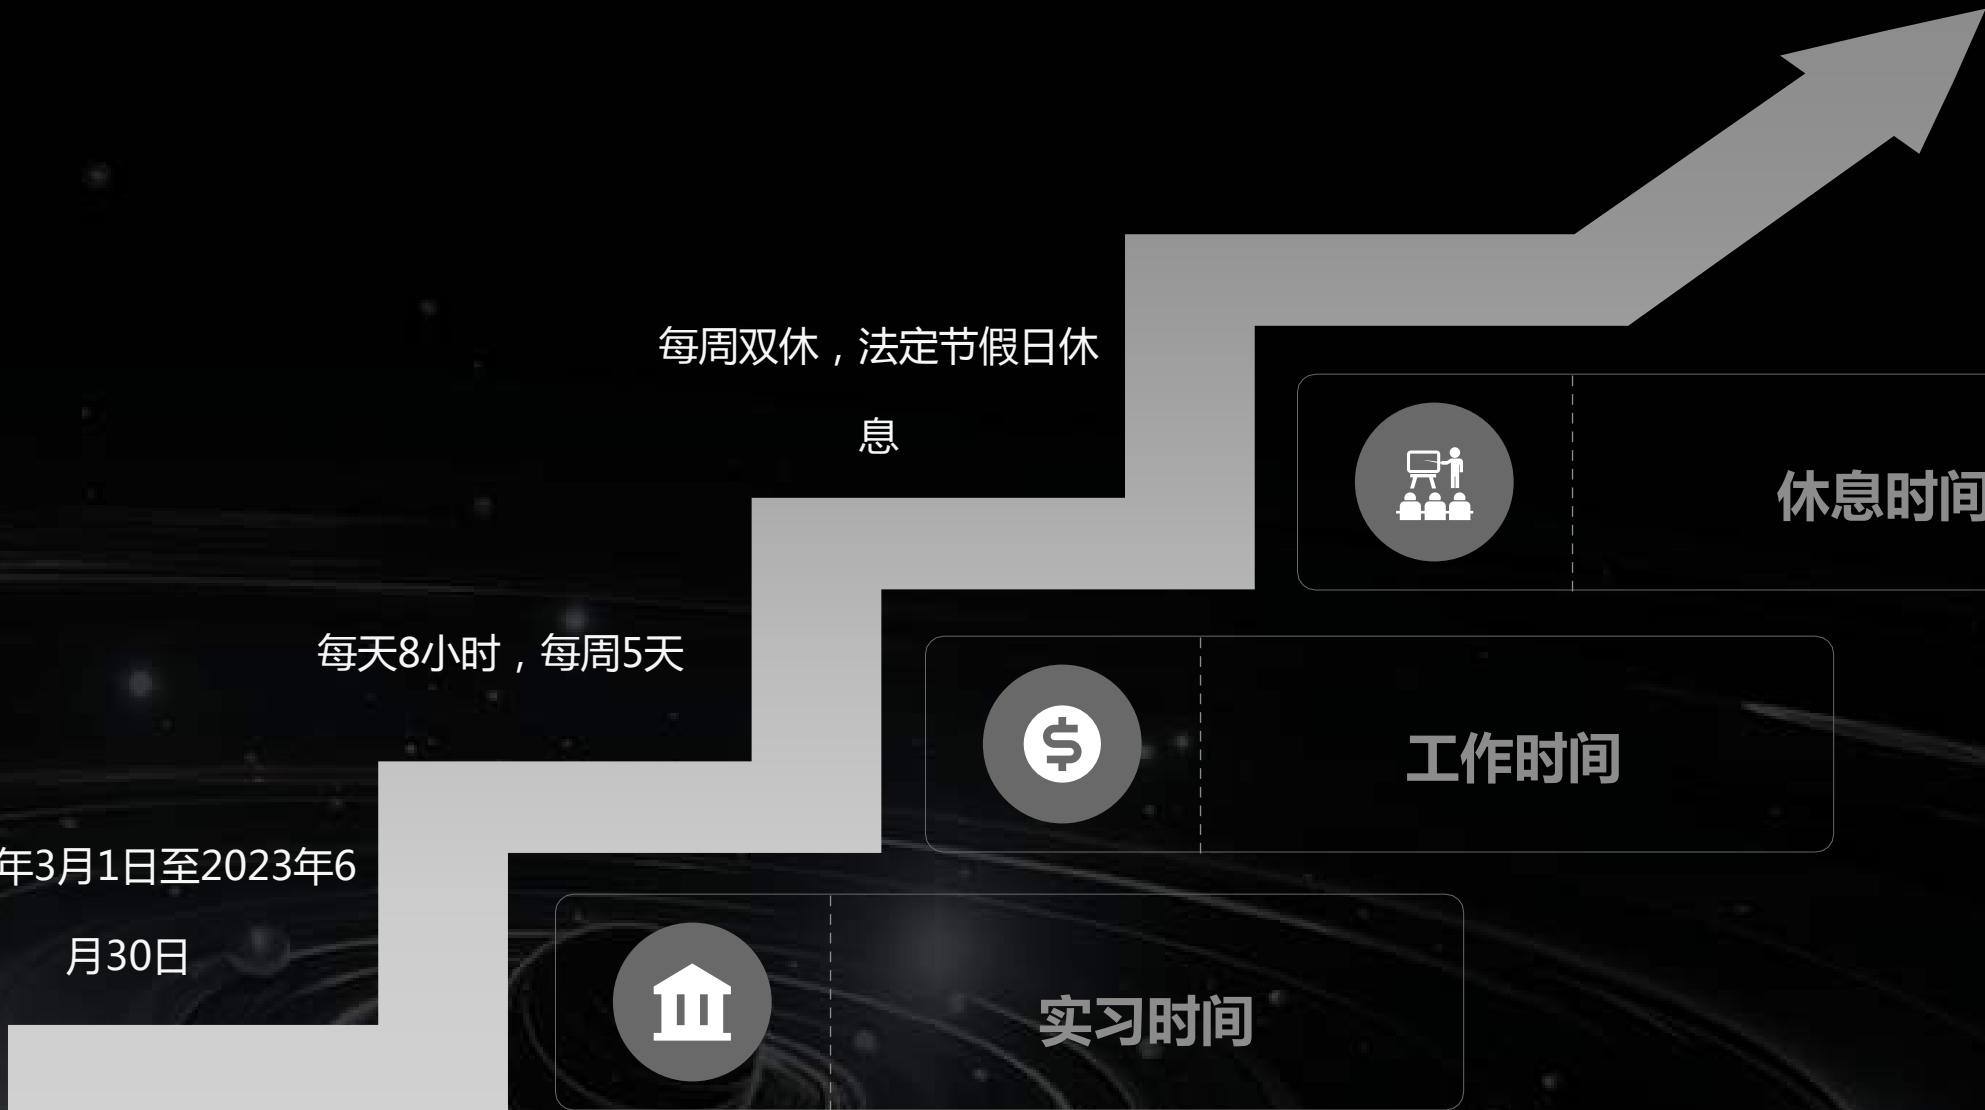 每周双休，法定节假日休
息
休息时间
每天8小时，每周5天
工作时间
年3月1日至2023年6
月30日
实习时间